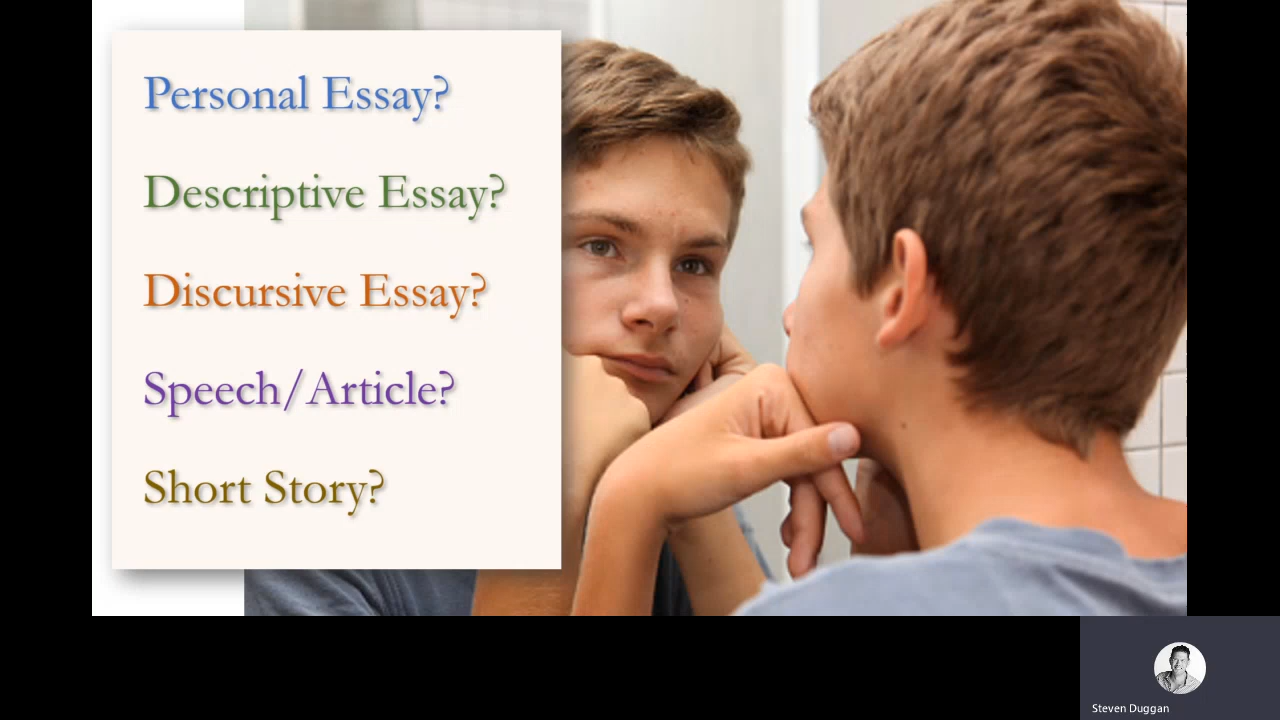 Personal Essay?
Descriptive Essay?
Discursive Essay?
Speech/Article?
Short Story?
Steven Duggan